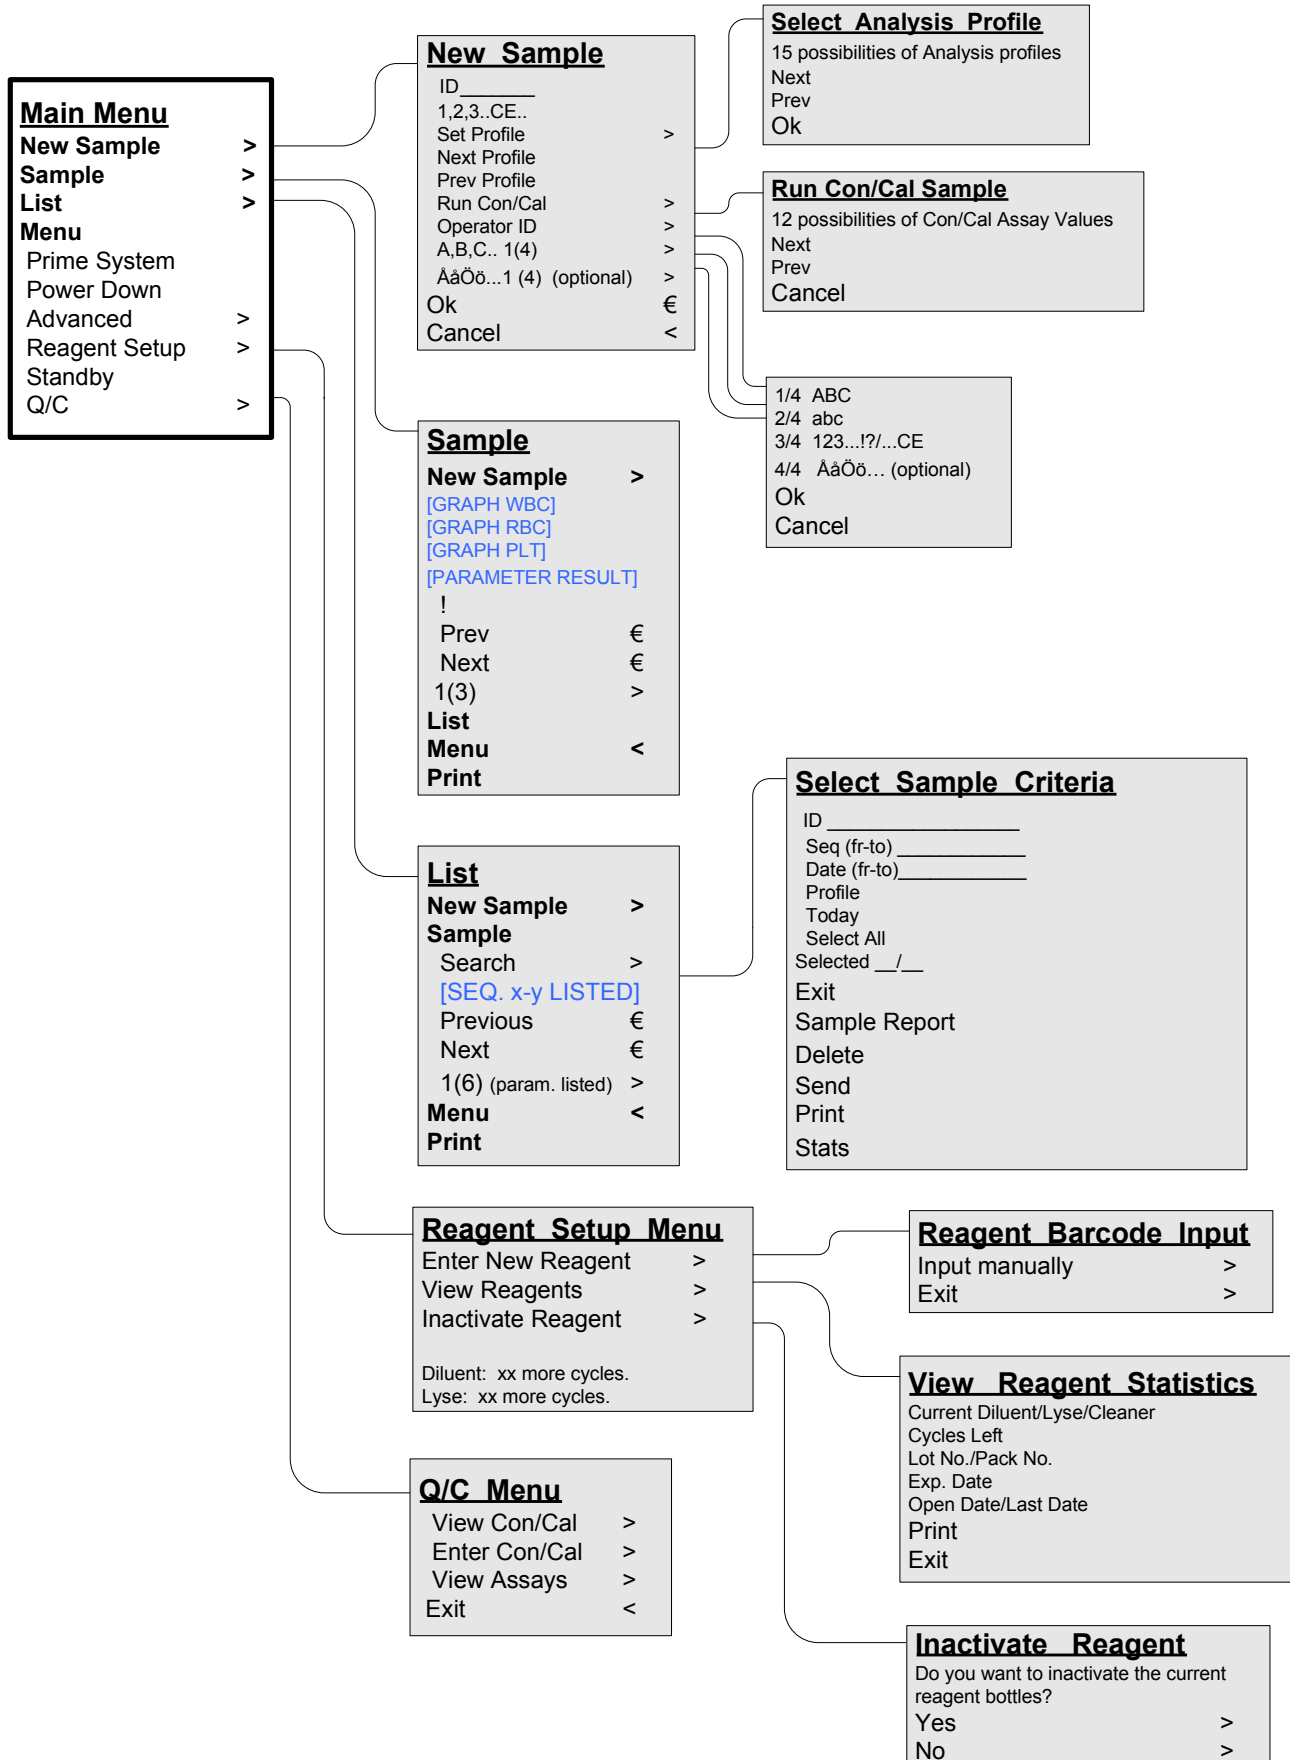 Main Menu
New Sample >
Sample >
List >
Menu
Prime System
Power Down
Advanced >
Reagent Setup >
Standby
Q/C >
New Sample
ID_______
1,2,3..CE..
Set Profile >
Next Profile
Prev Profile
Run Con/Cal >
Operator ID >
A,B,C.. 1(4) >
ÅåÖö...1 (4) (optional) >
Ok €
Cancel <
Select Analysis Profile
15 possibilities of Analysis profiles
Next
Prev
Ok
Run Con/Cal Sample
12 possibilities of Con/Cal Assay Values
Next
Prev
Cancel
1/4 ABC
2/4 abc
3/4 123...!?/...CE
4/4 ÅåÖö… (optional)
Ok
Cancel
Sample
New Sample >
[GRAPH WBC]
[GRAPH RBC]
[GRAPH PLT]
[PARAMETER RESULT]
!
Prev €
Next €
1(3) >
List
Menu <
Print
List
New Sample >
Sample
Search >
[SEQ. x-y LISTED]
Previous €
Next €
1(6) (param. listed) >
Menu <
Print
Select Sample Criteria
ID __________________
Seq (fr-to) ____________
Date (fr-to)____________
Profile
Today
Select All
Selected __/__
Exit
Sample Report
Delete
Send
Print
Stats
Reagent Setup Menu
Enter New Reagent >
View Reagents >
Inactivate Reagent >
Diluent: xx more cycles.
Lyse: xx more cycles.
Reagent Barcode Input
Input manually >
Exit >
View Reagent Statistics
Current Diluent/Lyse/Cleaner
Cycles Left
Lot No./Pack No.
Exp. Date
Open Date/Last Date
Print
Exit
Q/C Menu
View Con/Cal >
Enter Con/Cal >
View Assays >
Exit <
Inactivate Reagent
Do you want to inactivate the current
reagent bottles?
Yes >
No >